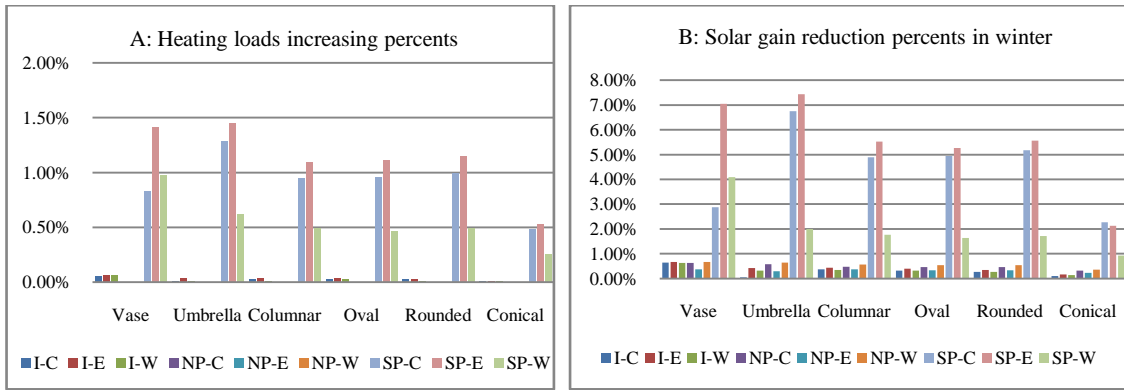 A: Heating loads increasing percents
2.00%
1.50%
1.00%
0.50%
0.00%
Vase Umbrella Columnar Oval Rounded Conical
I-C I-E I-W NP-C NP-E NP-W SP-C SP-E SP-W
B: Solar gain reduction percents in winter
8.00%
7.00%
6.00%
5.00%
4.00%
3.00%
2.00%
1.00%
0.00%
Vase Umbrella Columnar Oval Rounded Conical
I-C I-E I-W NP-C NP-E NP-W SP-C SP-E SP-W